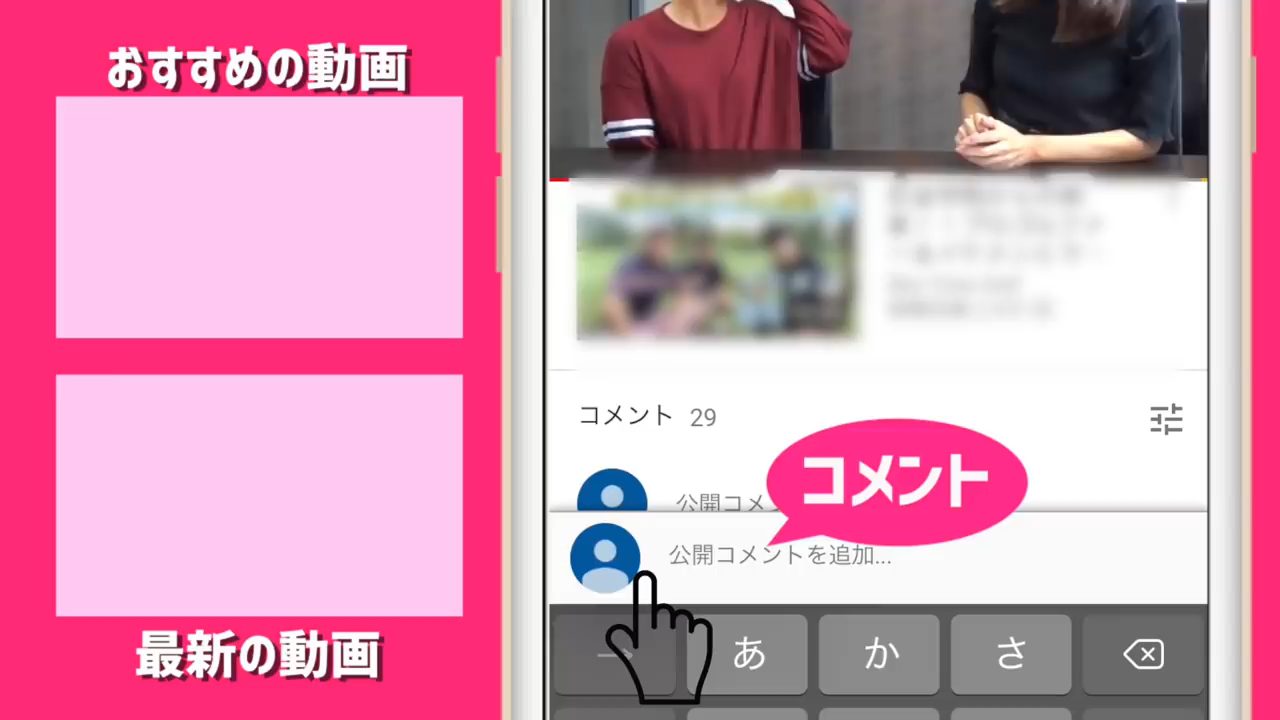 おすすめの動画
最新の動画
コメント 29
コメント
公開コメ
公開コメントを追加...
あ
か
さ